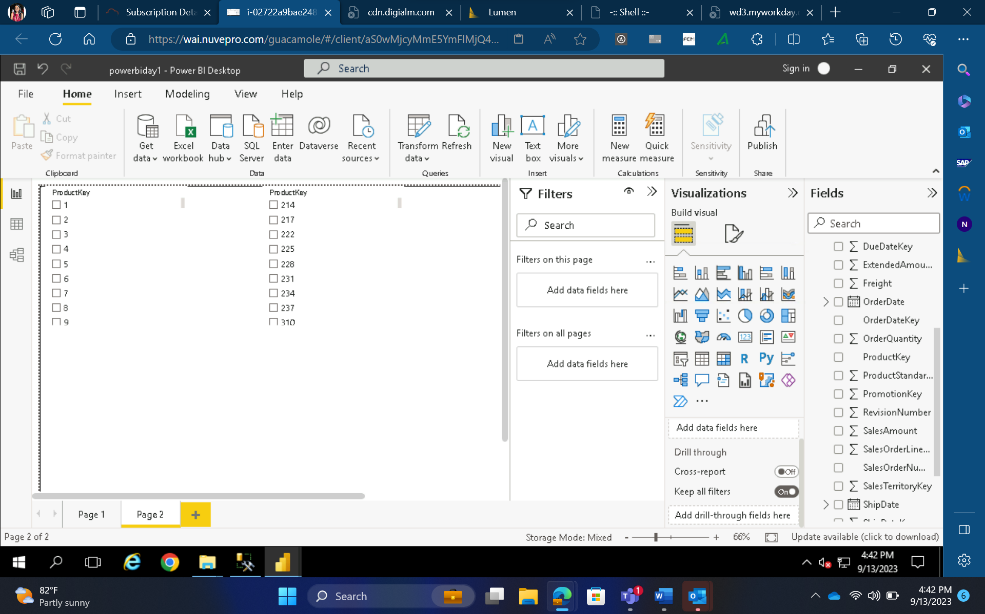 Subscription Deta
i-02722a9bae248
cdn.digialm.com
Lumen
-:: Shell ::-
wd3.myworkday.c
https://wai.nuvepro.com/guacamole/#/client/aS0wMjcyMmE5YmFlMjQ4...
powerbiday1 - Power BI Desktop
Search
Sign in
File Home Insert Modeling View Help
Paste
Cut
Copy
Format painter
Get data
Excel workbook
Data hub
SQL Server
Enter data
Dataverse
Recent sources
Transform data
Refresh
New visual
Text box
More visuals
New measure
Quick measure
Sensitivity
Publish
Clipboard
Data
Queries
Insert
Calculations
Sensitivity
Share
ProductKey
1
2
3
4
5
6
7
8
9
ProductKey
214
217
222
225
228
231
234
237
310
Filters
Search
Filters on this page
...
Add data fields here
Filters on all pages
...
Add data fields here
Visualizations
Build visual
R
Py
...
Add data fields here
Drill through
Cross-report
Off
Keep all filters
On
Add drill-through fields here
Fields
Search
DueDateKey
ExtendedAmou...
Freight
OrderDate
OrderDateKey
OrderQuantity
ProductKey
ProductStandar...
PromotionKey
RevisionNumber
SalesAmount
SalesOrderLine...
SalesOrderNu...
SalesTerritoryKey
ShipDate
Page 1
Page 2
Page 2 of 2
Storage Mode: Mixed
66%
Update available (click to download)
4:42 PM
9/13/2023
82°F
Partly sunny
Search
4:42 PM
9/13/2023
6